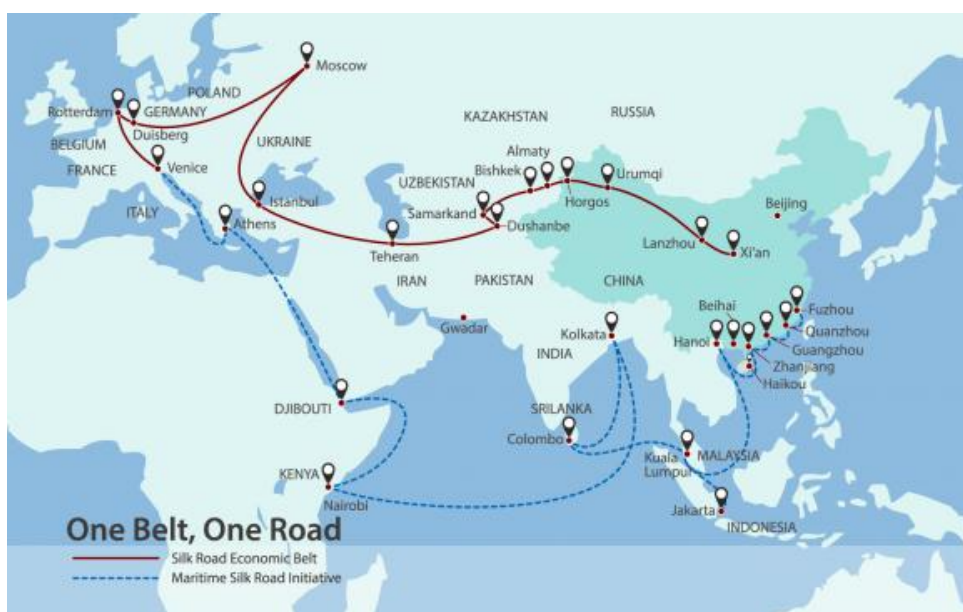 Moscow
POLAND
Rotterdam
GERMANY
Duisberg
BELGIUM
FRANCE
Venice
UKRAINE
ITALY
Athens
Istanbul
KAZAKHSTAN
RUSSIA
Almaty
Bishkek
UZBEKISTAN
Samarkand
Horgos
Urumqi
Dushanbe
Teheran
Beijing
Lanzhou
Xi'an
IRAN
PAKISTAN
CHINA
Gwadar
Kolkata
INDIA
Beihai
Hanoi
Fuzhou
Quanzhou
Guangzhou
Zhanjiang
Haikou
DJIBOUTI
SRILANKA
Colombo
Kuala
Lumpur
MALAYSIA
KENYA
Nairobi
Jakarta
INDONESIA
One Belt, One Road
Silk Road Economic Belt
Maritime Silk Road Initiative